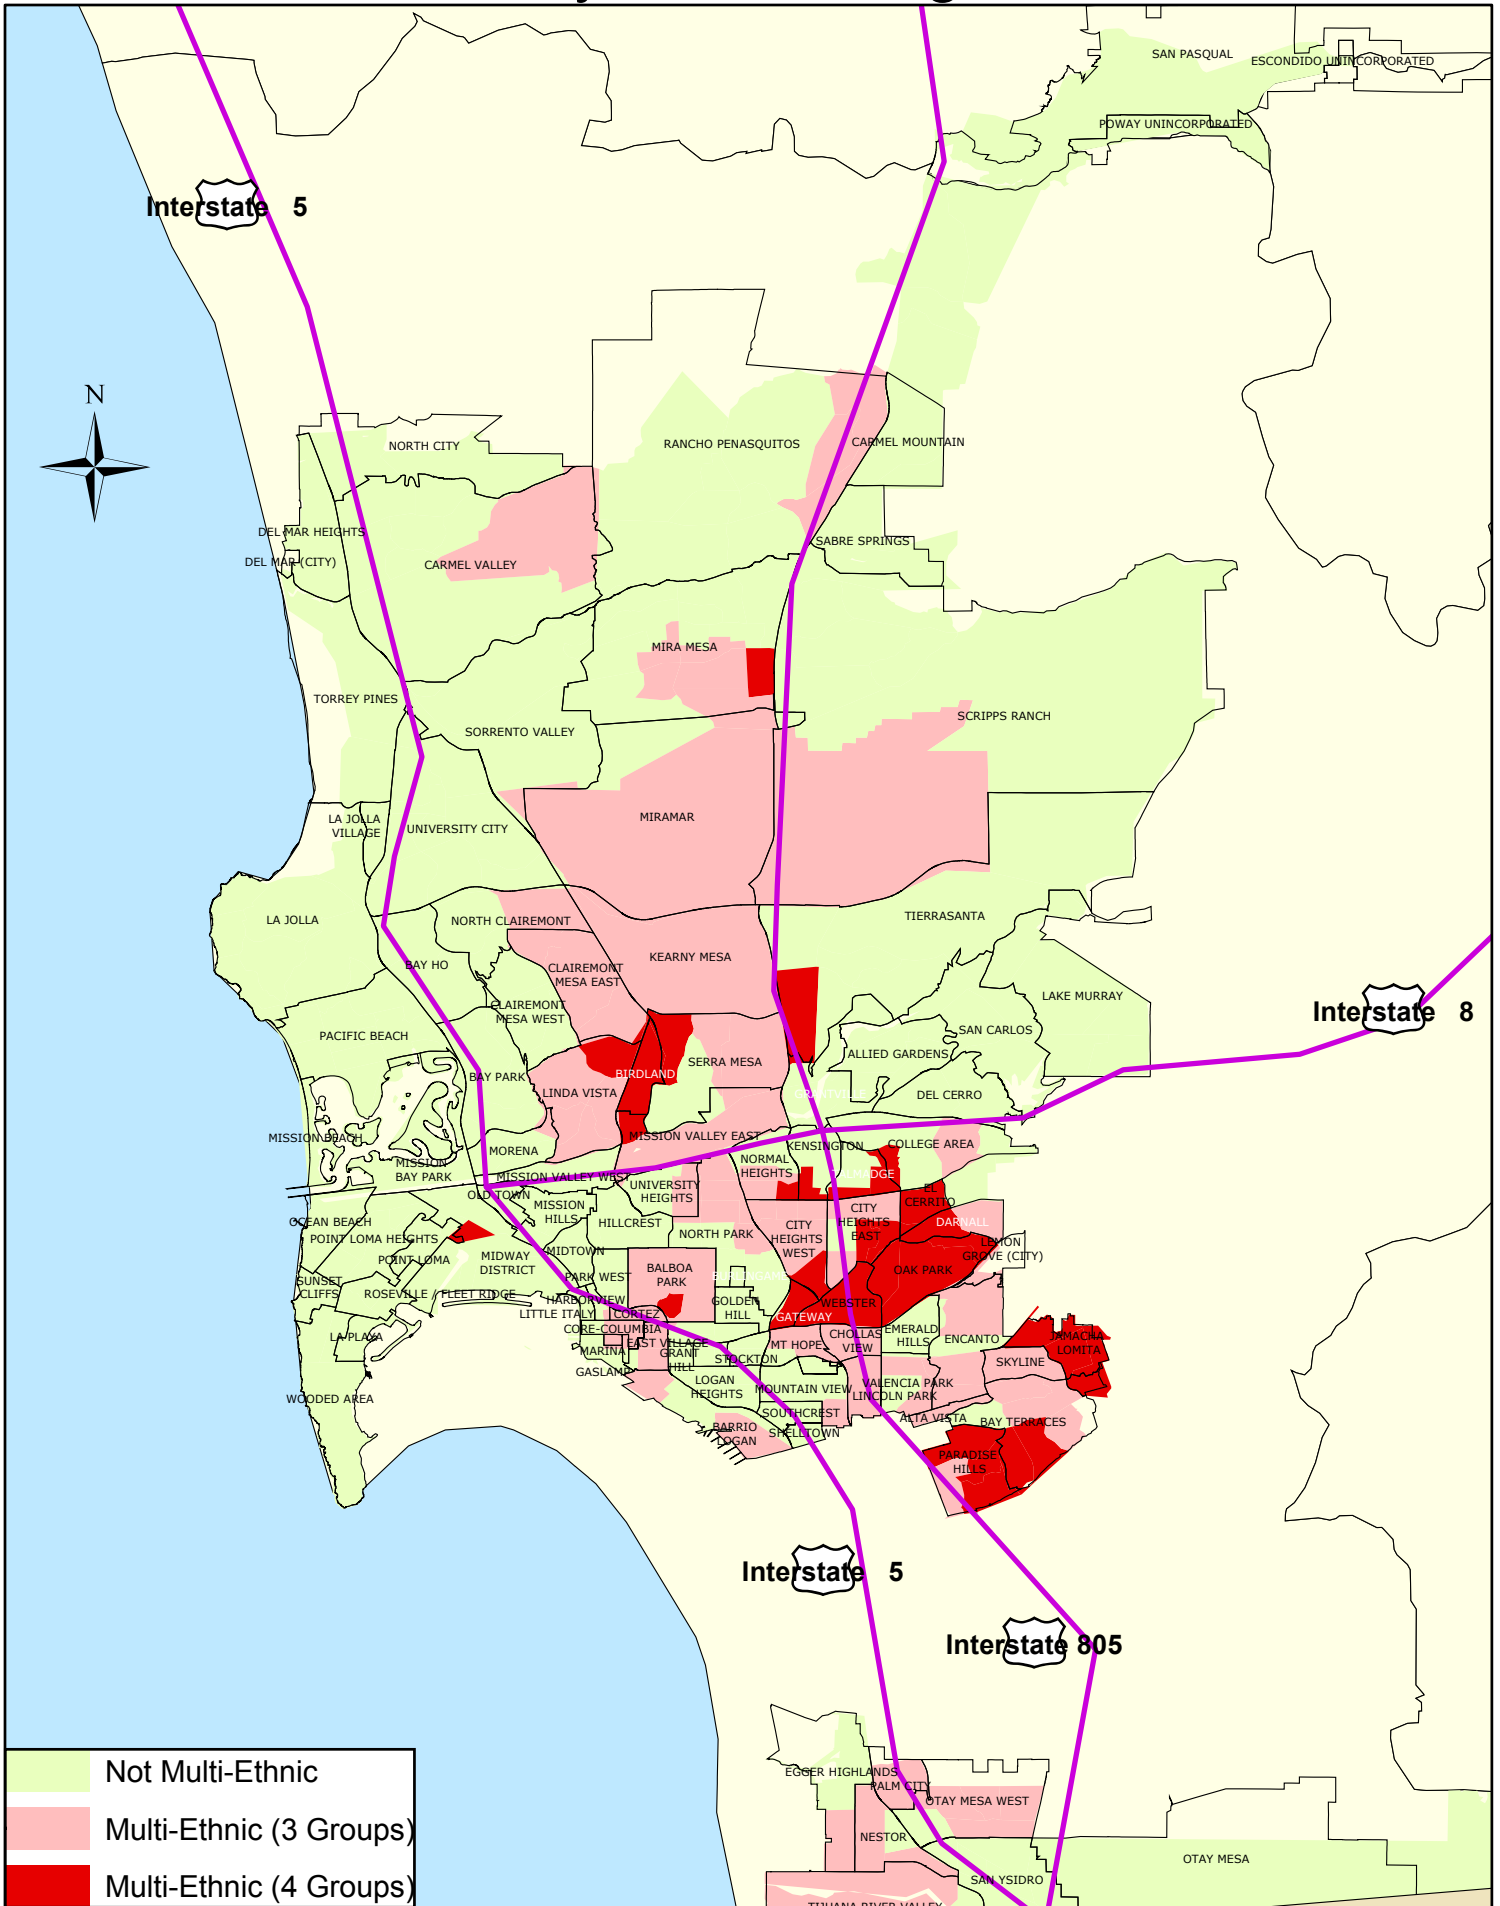 SAN PASQUAL
ESCONDIDO UNINCORPORATED
POWAY UNINCORPORATED
Interstate 5
N
NORTH CITY
RANCHO PENASQUITOS
CARMEL MOUNTAIN
DEL MAR HEIGHTS
DEL MAR (CITY)
CARMEL VALLEY
SABRE SPRINGS
MIRA MESA
TORREY PINES
SORRENTO VALLEY
SCRIPPS RANCH
LA JOLLA
VILLAGE
UNIVERSITY CITY
MIRAMAR
LA JOLLA
NORTH CLAIREMONT
TIERRASANTA
BAY HO
KEARNY MESA
CLAIREMONT
MESA EAST
CLAIREMONT
MESA WEST
LAKE MURRAY
Interstate 8
PACIFIC BEACH
SAN CARLOS
ALLIED GARDENS
SERRA MESA
BIRDLAND
BAY PARK
LINDA VISTA
GRANTVILLE
DEL CERRO
MISSION BEACH
MISSION VALLEY EAST
KENSINGTON
COLLEGE AREA
MORENA
MISSION
BAY PARK
MISSION VALLEY WEST
NORMAL
HEIGHTS
TALMADGE
OLD TOWN
UNIVERSITY
HEIGHTS
EL
CERRITO
MISSION
HILLS
HILLCREST
OCEAN BEACH
POINT LOMA HEIGHTS
NORTH PARK
CITY
HEIGHTS
WEST
CITY
HEIGHTS
EAST
DARNALL
LEMON
GROVE (CITY)
POINT LOMA
MIDWAY
DISTRICT
MIDTOWN
SUNSET
CLIFFS
ROSEVILLE / FLEET RIDGE
PARK WEST
BALBOA
PARK
BURLINGAME
OAK PARK
HARBORVIEW
LITTLE ITALY
CORTEZ
GOLDEN
HILL
GATEWAY
WEBSTER
LA PLAYA
CORE-COLUMBIA
EAST VILLAGE
MARINA
GRANT
HILL
STOCKTON
MT HOPE
CHOLLAS
VIEW
EMERALD
HILLS
ENCANTO
JAMACHA
LOMITA
SKYLINE
GASLAMP
LOGAN
HEIGHTS
MOUNTAIN VIEW
VALENCIA PARK
LINCOLN PARK
WOODED AREA
SOUTHCREST
ALTA VISTA
BAY TERRACES
BARRIO
LOGAN
SHELLTOWN
PARADISE
HILLS
Interstate 5
Interstate 805
EGGER HIGHLANDS
PALM CITY
OTAY MESA WEST
NESTOR
OTAY MESA
SAN YSIDRO
TIJUANA RIVER VALLEY
Not Multi-Ethnic
Multi-Ethnic (3 Groups)
Multi-Ethnic (4 Groups)